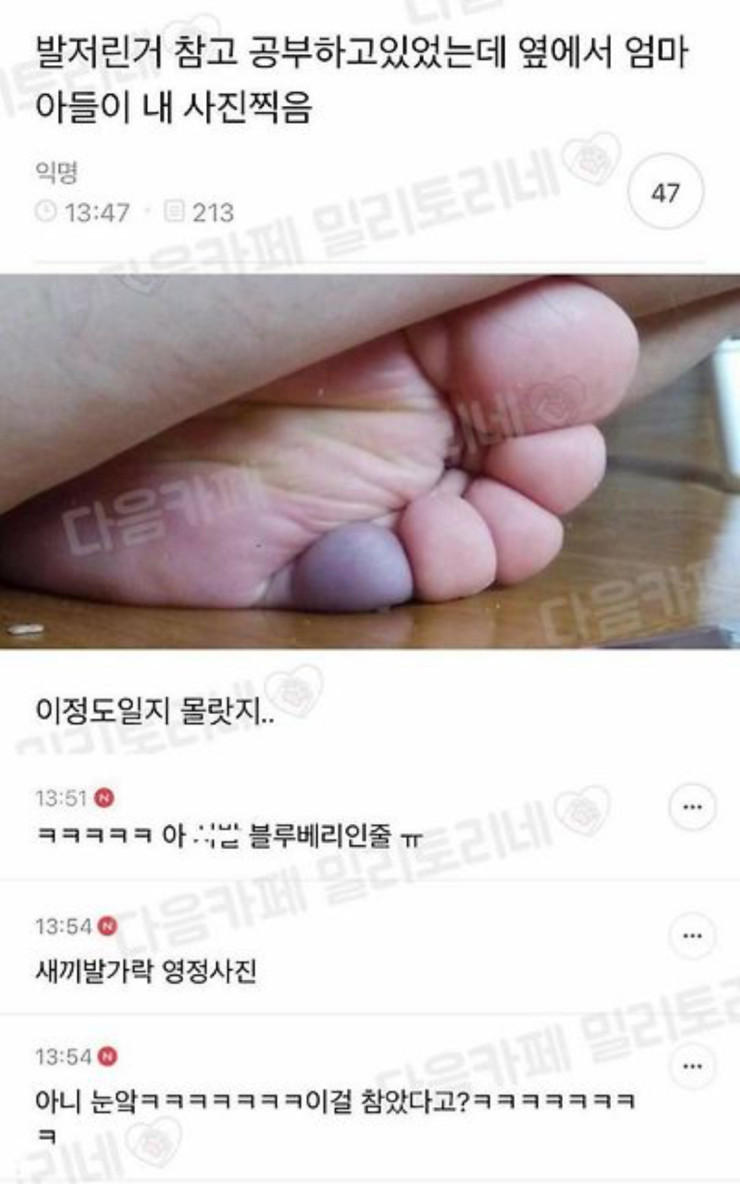 발저린거 참고 공부하고있었는데 옆에서 엄마
아들이 내 사진찍음
익명
13:47 · 213
47
다음카페 밀리토리네
이정도일지 몰랏지..
13:51 N
ㅋㅋㅋㅋㅋ 아 블루베리인줄 ㅠ
13:54 N
새끼발가락 영정사진
13:54 N
아니 눈앜ㅋㅋㅋㅋㅋㅋㅋ이걸 참았다고?ㅋㅋㅋㅋㅋㅋㅋ
ㅋ